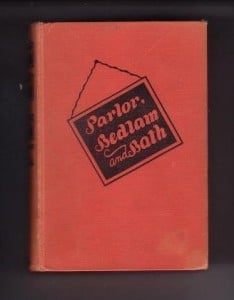 Parlor,
Bedlam
and Bath